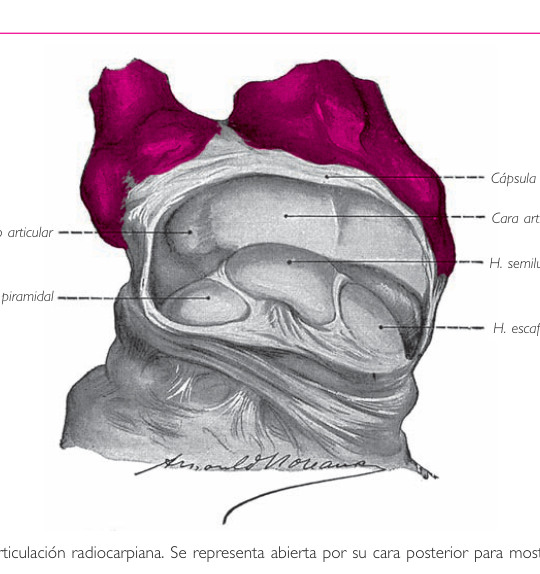 Cápsula
Cara art
o articular
H. semilu
piramidal
H. escaf
rticulación radiocarpiana. Se representa abierta por su cara posterior para most